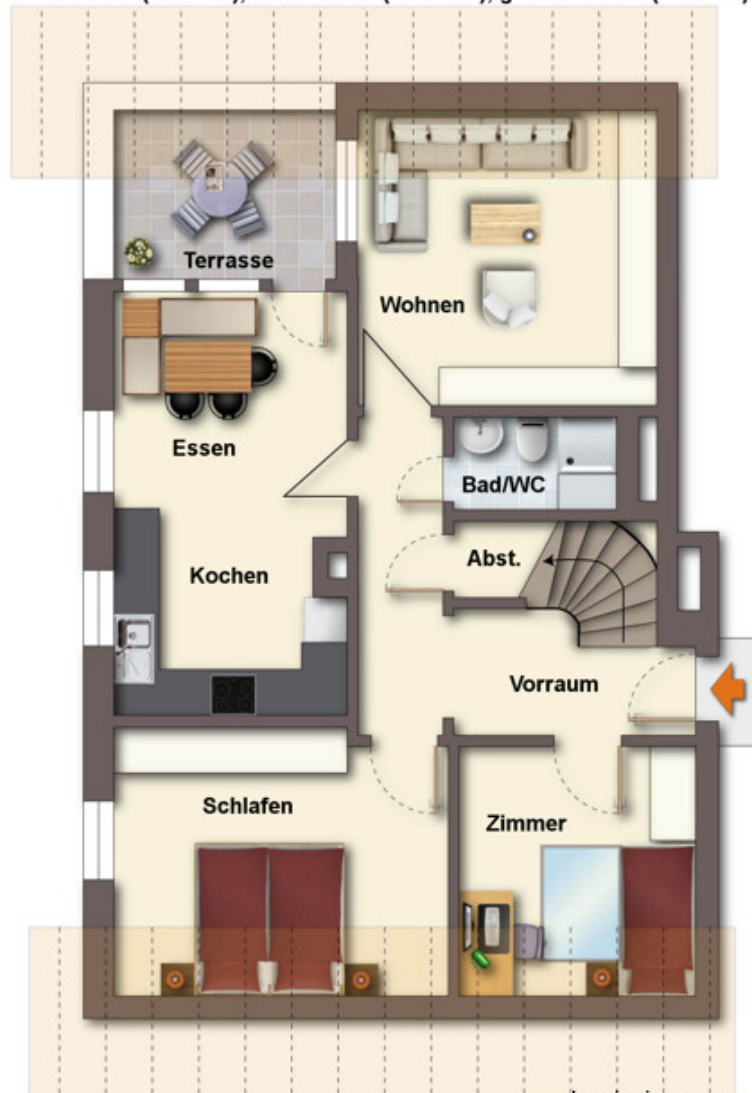 Terrasse
Wohnen
Essen
Bad/WC
Abst.
Kochen
Vorraum
Schlafen
Zimmer